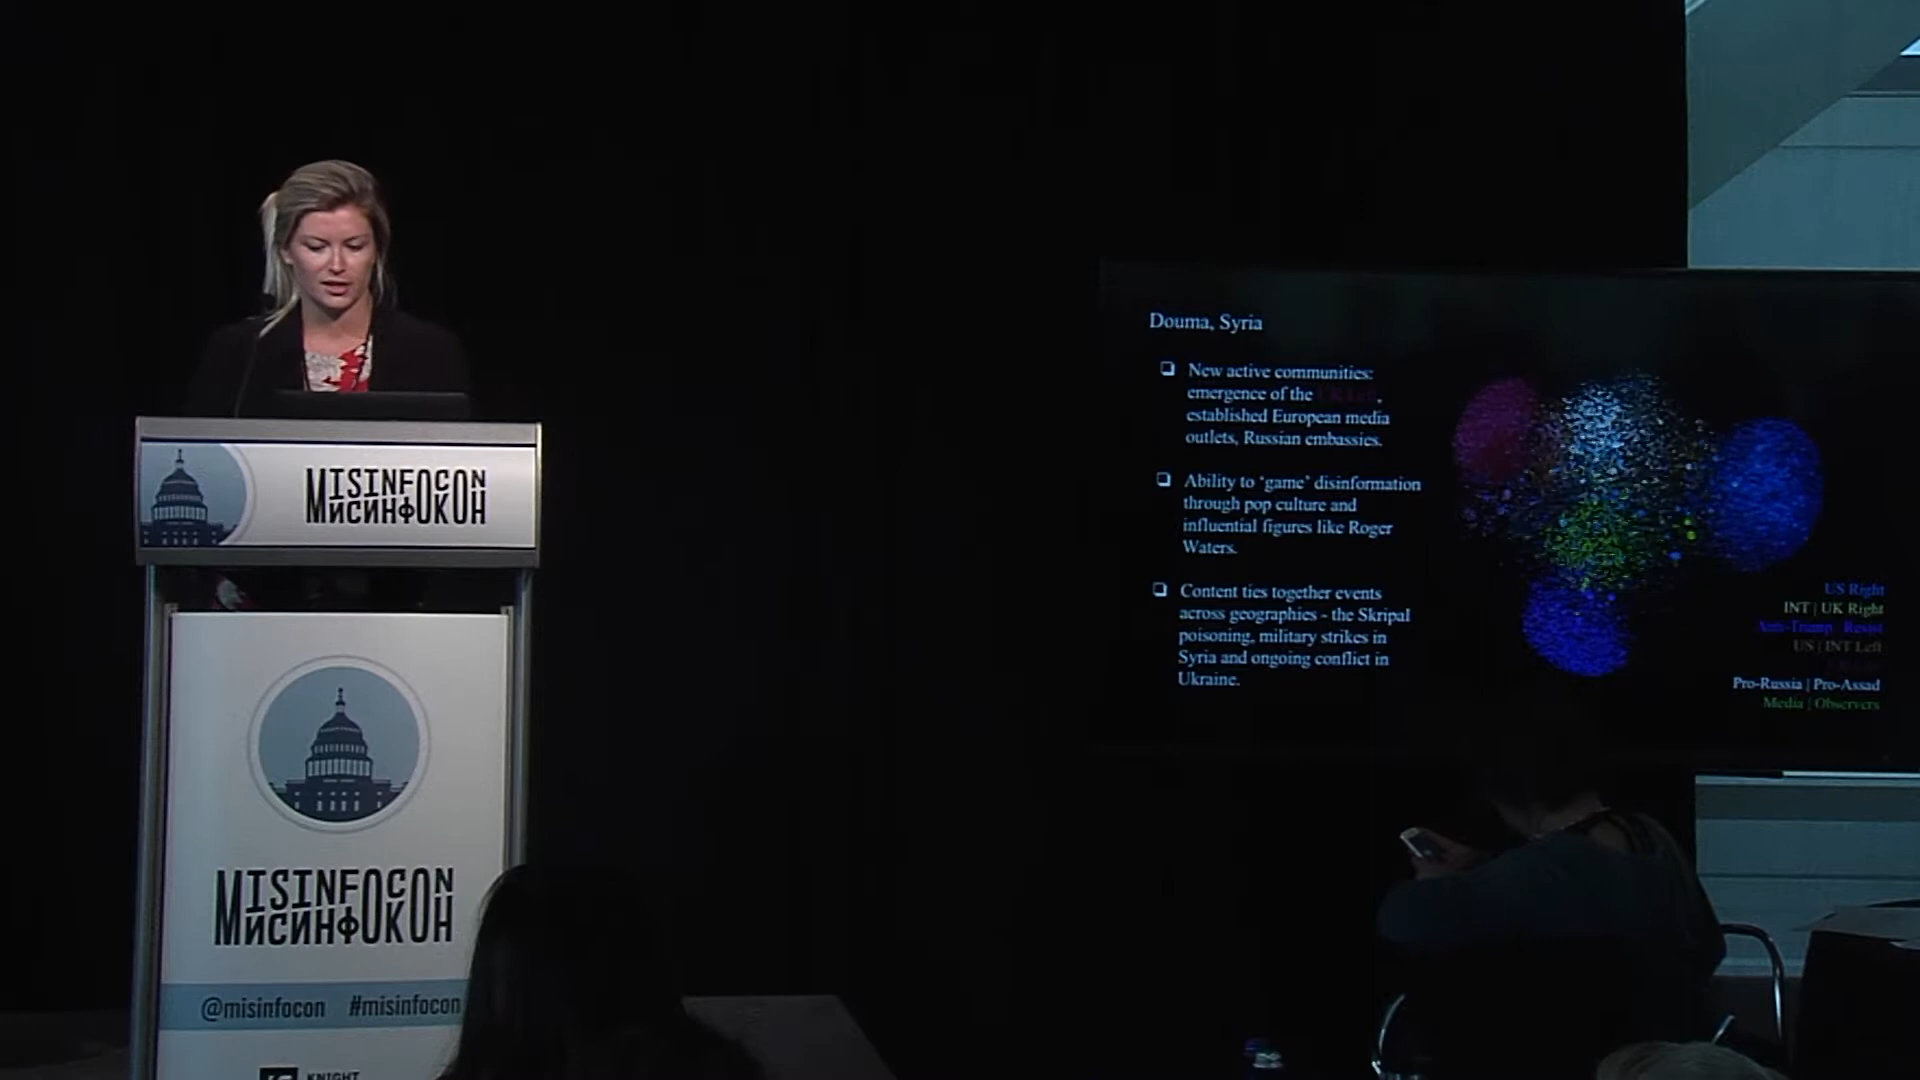 MISINFOCON
МИСИНФОКОН
MISINFOCON
МИСИНФОКОН
@misinfocon #misinfocon
KNIGHT
Douma, Syria
❏ New active communities:
emergence of the
established European media
outlets, Russian embassies.
❏ Ability to ‘game’ disinformation
through pop culture and
influential figures like Roger
Waters.
❏ Content ties together events
across geographies - the Skripal
poisoning, military strikes in
Syria and ongoing conflict in
Ukraine.
US Right
INT | UK Right
Anti-Trump Resist
US | INT Left
Pro-Russia | Pro-Assad
Media | Observers